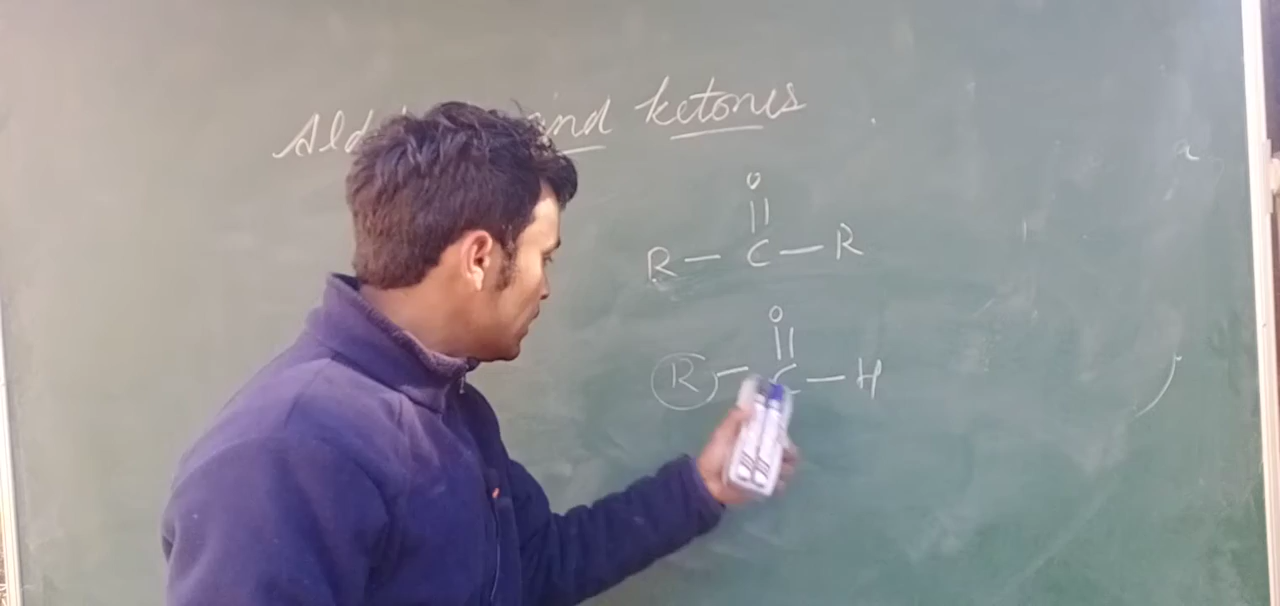 and ketones
O
||
R — C — R
O
||
R — C — H